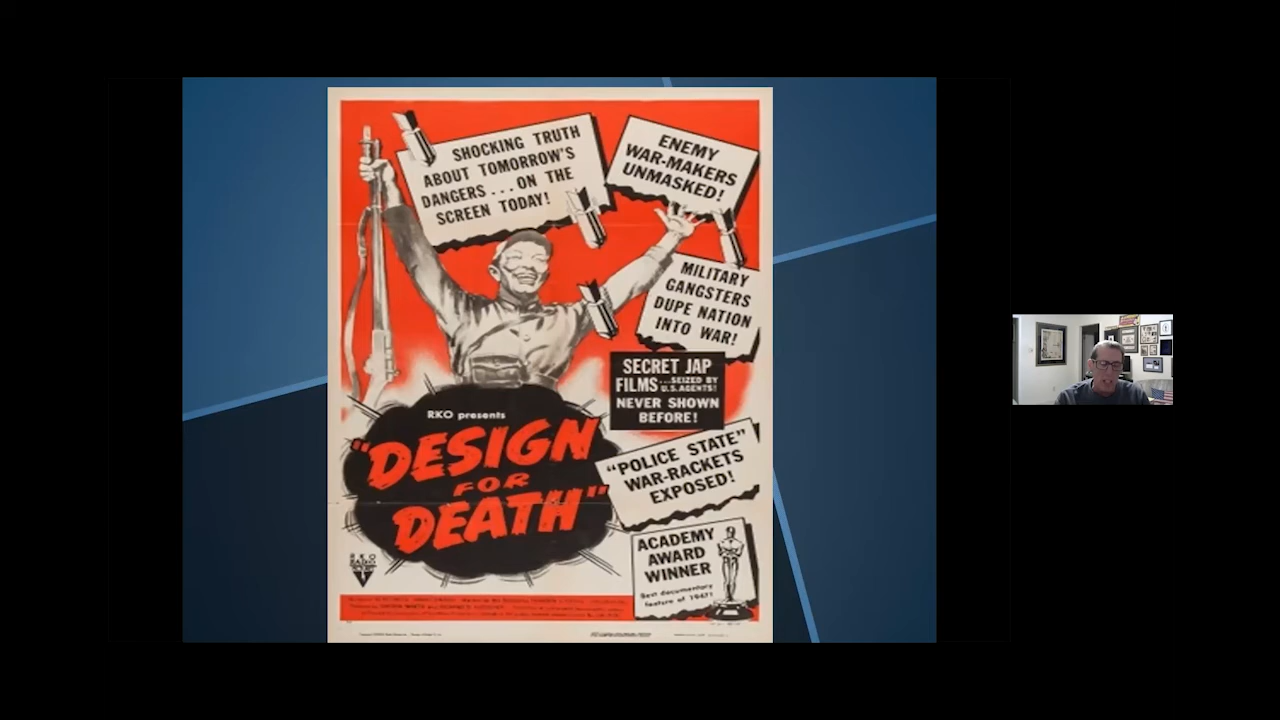 SHOCKING TRUTH
ABOUT TOMORROW'S
DANGERS...ON THE
SCREEN TODAY!
ENEMY
WAR-MAKERS
UNMASKED!
MILITARY
GANGSTERS
DUPE NATION
INTO WAR!
SECRET JAP
FILMS...SEIZED BY
U.S. AGENTS!
NEVER SHOWN
BEFORE!
RKO presents
"DESIGN
FOR
DEATH"
"POLICE STATE"
WAR-RACKETS
EXPOSED!
ACADEMY
AWARD
WINNER
Best documentary
feature of 1947!
RKO
RADIO